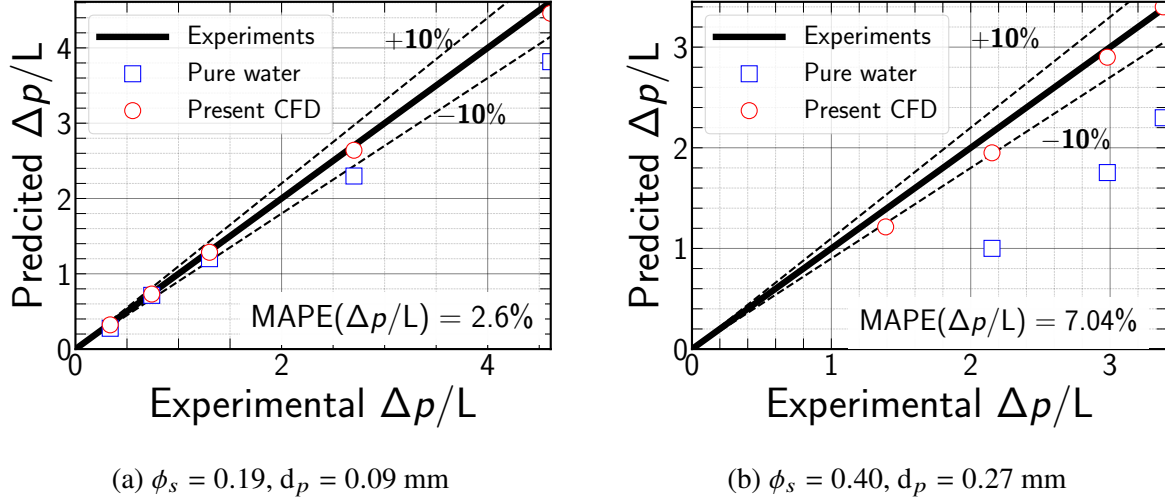 Predcited Δp/L
4
3
2
1
0
Experiments
Pure water
Present CFD
+10%
−10%
MAPE(Δp/L) = 2.6%
0
2
4
Experimental Δp/L
(a) ϕₛ = 0.19, dₚ = 0.09 mm
Predcited Δp/L
3
2
1
0
Experiments
Pure water
Present CFD
+10%
−10%
MAPE(Δp/L) = 7.04%
0
1
2
3
Experimental Δp/L
(b) ϕₛ = 0.40, dₚ = 0.27 mm